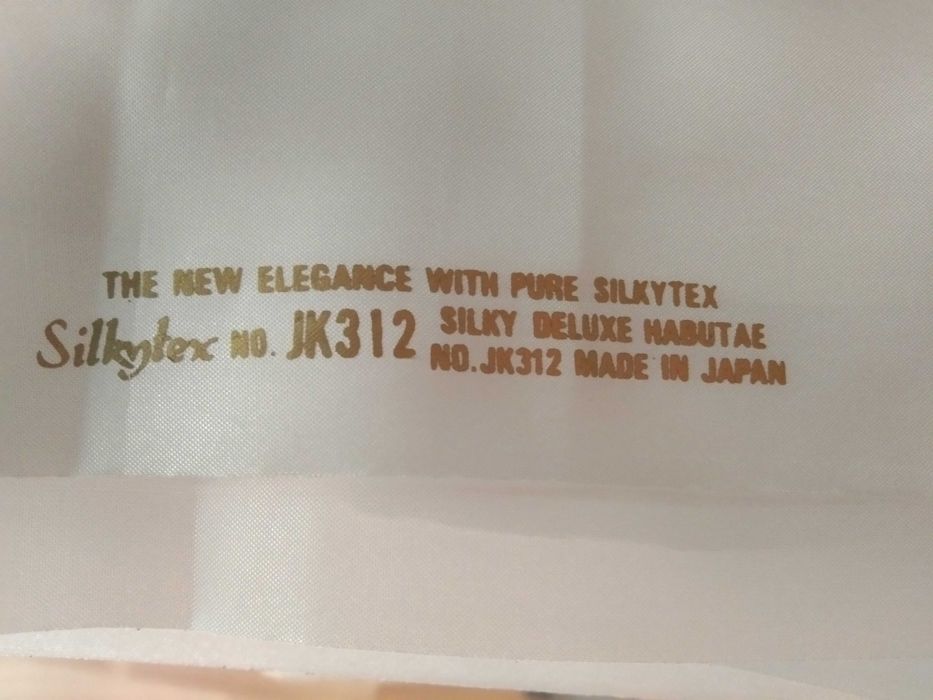 THE NEW ELEGANCE WITH PURE SILKYTEX
Silkytex NO. JK312
SILKY DELUXE HABUTAE
NO.JK312 MADE IN JAPAN